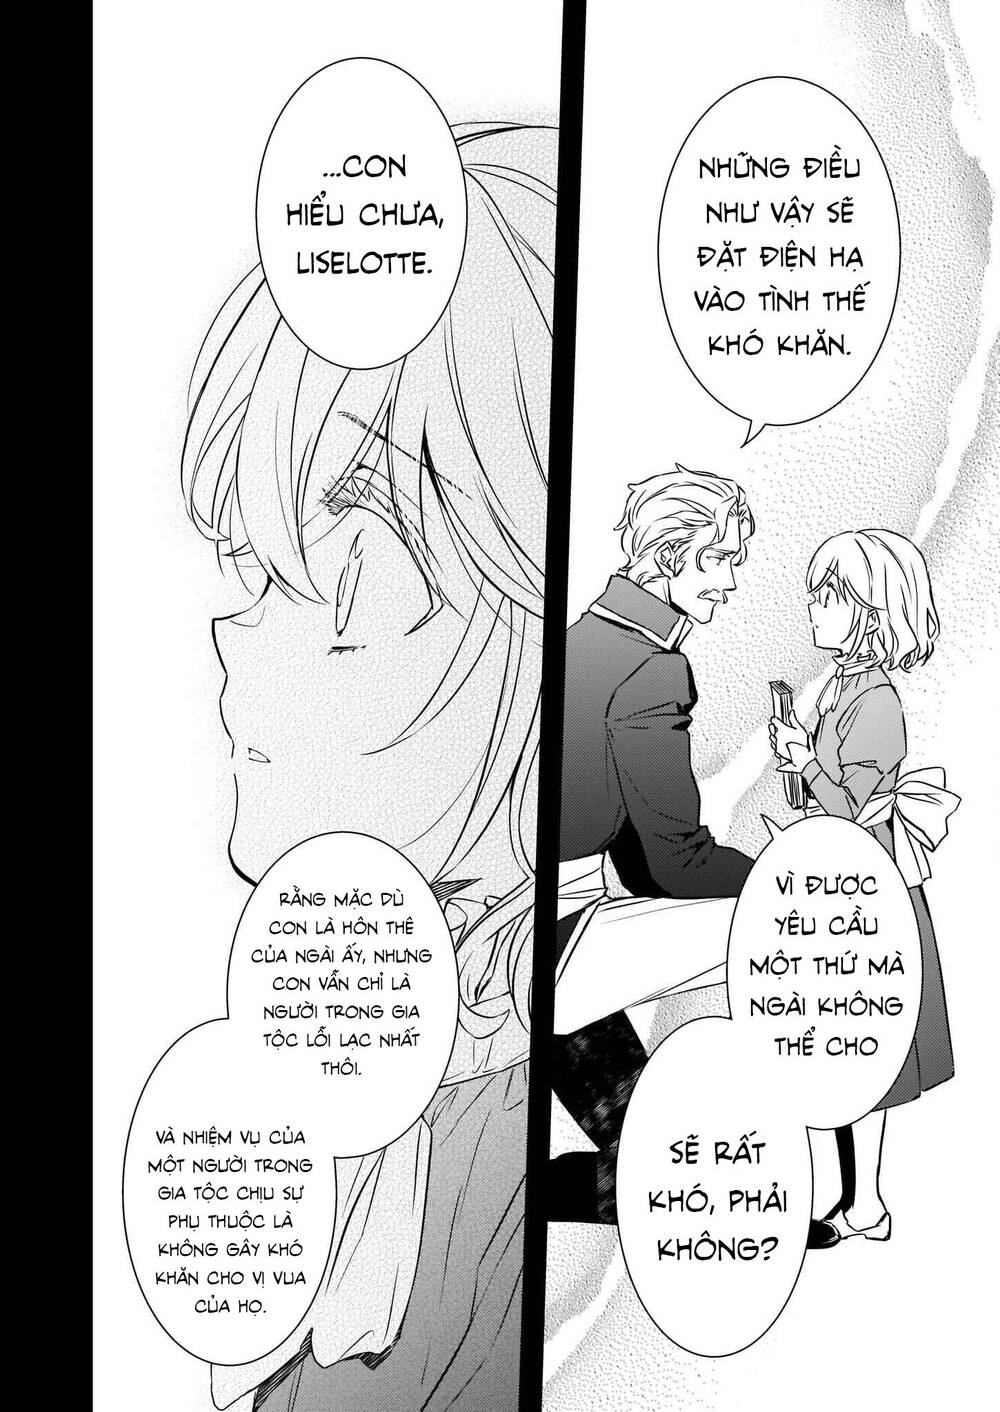 NHỮNG ĐIỀU
NHƯ VẬY SẼ
ĐẶT ĐIỆN HẠ
VÀO TÌNH THẾ
KHÓ KHĂN.
VÌ ĐƯỢC
YÊU CẦU
MỘT THỨ MÀ
NGÀI KHÔNG
THỂ CHO
SẼ RẤT
KHÓ, PHẢI
KHÔNG?
...CON
HIỂU CHƯA,
LISELOTTE.
RẰNG MẶC DÙ
CON LÀ HÔN THÊ
CỦA NGÀI ẤY, NHƯNG
CON VẪN CHỈ LÀ
NGƯỜI TRONG GIA
TỘC LỖI LẠC NHẤT
THÔI.
VÀ NHIỆM VỤ CỦA
MỘT NGƯỜI TRONG
GIA TỘC CHỊU SỰ
PHỤ THUỘC LÀ
KHÔNG GÂY KHÓ
KHĂN CHO VỊ VUA
CỦA HỌ.